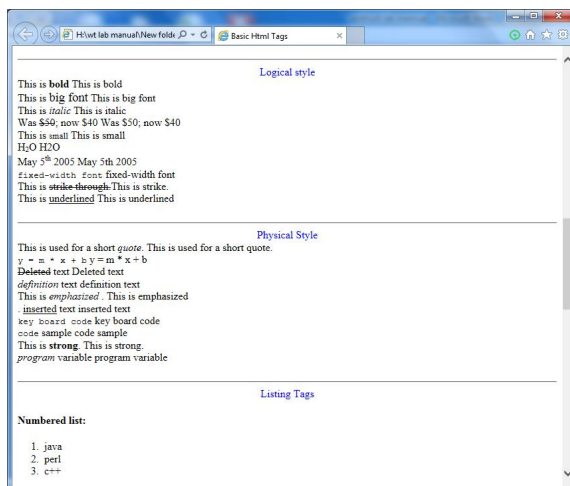 H:\wt lab manual\New folde
Basic Html Tags
Logical style
This is bold This is bold
This is big font This is big font
This is italic This is italic
Was $50; now $40 Was $50; now $40
This is small This is small
H2O H2O
May 5th 2005 May 5th 2005
fixed-width font fixed-width font
This is strike through.This is strike.
This is underlined This is underlined
Physical Style
This is used for a short quote. This is used for a short quote.
y = m * x + b y = m * x + b
Deleted text Deleted text
definition text definition text
This is emphasized . This is emphasized
. inserted text inserted text
key board code key board code
code sample code sample
This is strong. This is strong.
program variable program variable
Listing Tags
Numbered list:
1. java
2. perl
3. c++